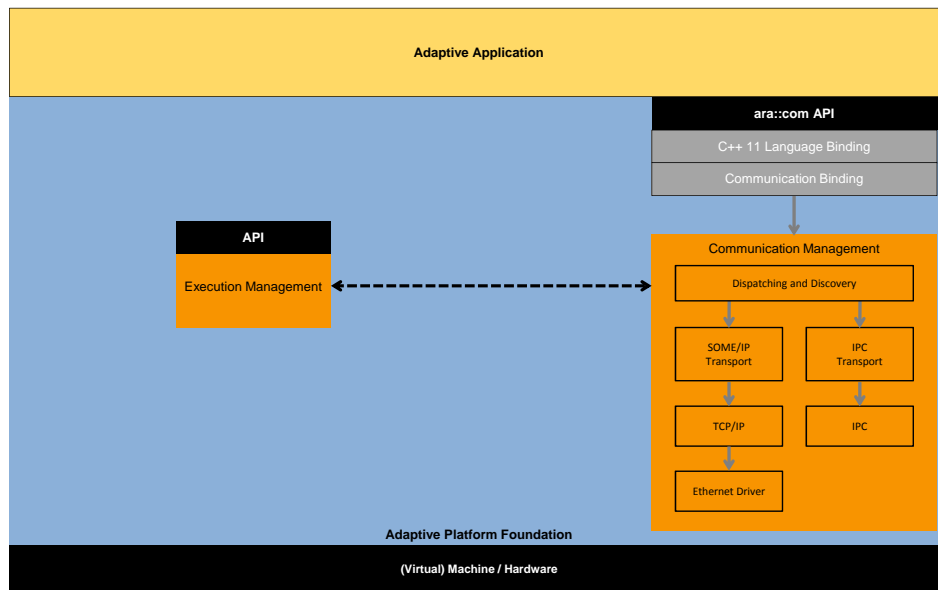 Adaptive Application
ara::com API
C++ 11 Language Binding
Communication Binding
API
Execution Management
Communication Management
Dispatching and Discovery
SOME/IP
Transport
IPC
Transport
TCP/IP
IPC
Ethernet Driver
Adaptive Platform Foundation
(Virtual) Machine / Hardware